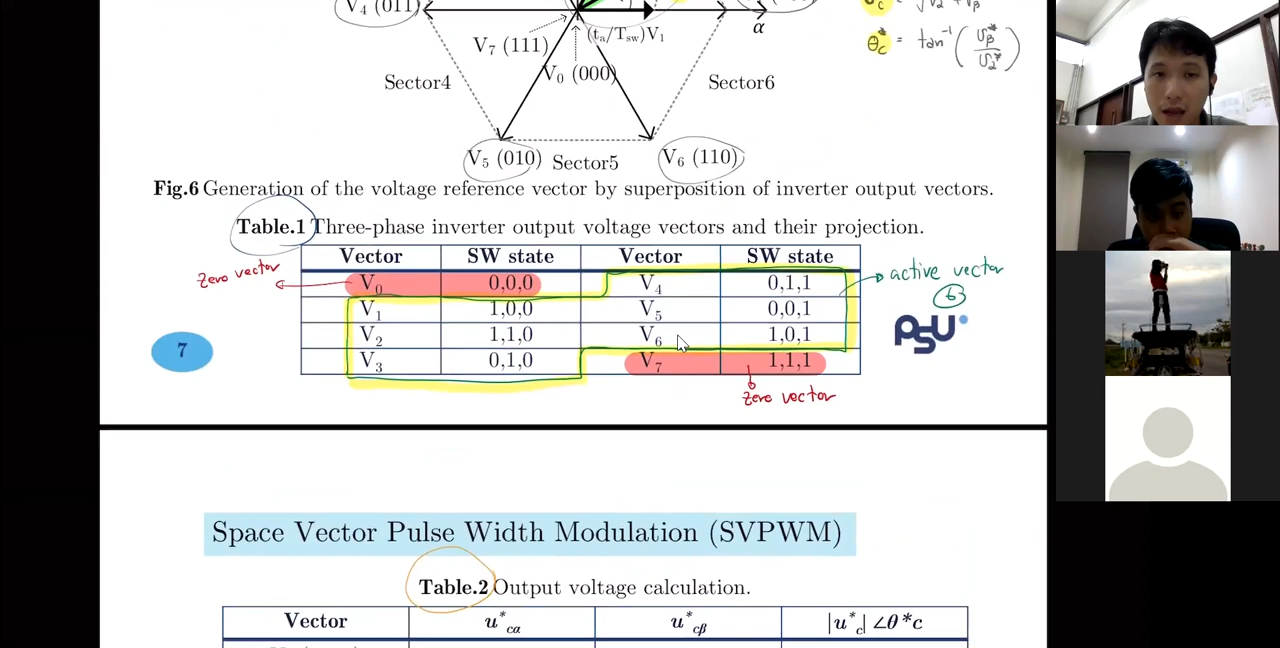 V₄ (011)
α
V₇ (111)
(tₐ/T_sw)V₁
θ*c = tan⁻¹ (υβ* / υα*)
V₀ (000)
Sector4
Sector6
V₅ (010) Sector5 V₆ (110)
Fig.6 Generation of the voltage reference vector by superposition of inverter output vectors.
Table.1 Three-phase inverter output voltage vectors and their projection.
Vector SW state Vector SW state
zero vector
active vector
6
V₀ 0,0,0 V₄ 0,1,1
V₁ 1,0,0 V₅ 0,0,1
V₂ 1,1,0 V₆ 1,0,1
V₃ 0,1,0 V₇ 1,1,1
PSU
7
zero vector
Space Vector Pulse Width Modulation (SVPWM)
Table.2 Output voltage calculation.
Vector u*cα u*cβ |u*c|∠θ*c